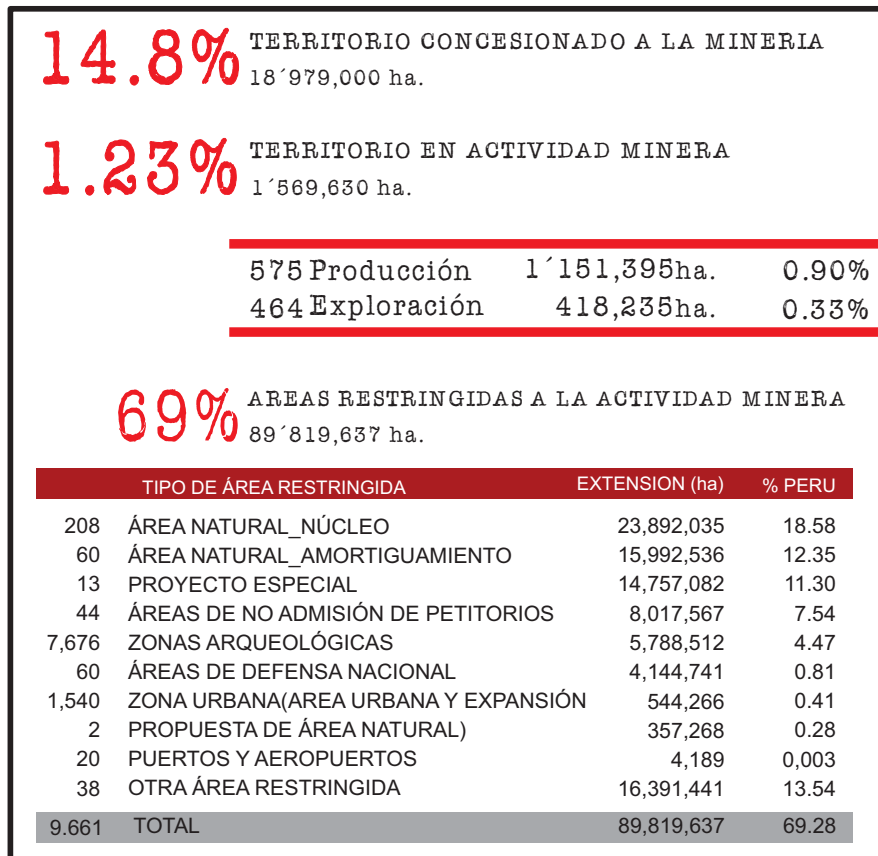 14.8% TERRITORIO CONCESIONADO A LA MINERIA
18´979,000 ha.
1.23% TERRITORIO EN ACTIVIDAD MINERA
1´569,630 ha.
575 Producción 1´151,395ha. 0.90%
464 Exploración 418,235ha. 0.33%
69% AREAS RESTRINGIDAS A LA ACTIVIDAD MINERA
89´819,637 ha.
TIPO DE ÁREA RESTRINGIDA EXTENSION (ha) % PERU
208 ÁREA NATURAL_NÚCLEO 23,892,035 18.58
60 ÁREA NATURAL_AMORTIGUAMIENTO 15,992,536 12.35
13 PROYECTO ESPECIAL 14,757,082 11.30
44 ÁREAS DE NO ADMISIÓN DE PETITORIOS 8,017,567 7.54
7,676 ZONAS ARQUEOLÓGICAS 5,788,512 4.47
60 ÁREAS DE DEFENSA NACIONAL 4,144,741 0.81
1,540 ZONA URBANA(AREA URBANA Y EXPANSIÓN 544,266 0.41
2 PROPUESTA DE ÁREA NATURAL) 357,268 0.28
20 PUERTOS Y AEROPUERTOS 4,189 0,003
38 OTRA ÁREA RESTRINGIDA 16,391,441 13.54
9.661 TOTAL 89,819,637 69.28